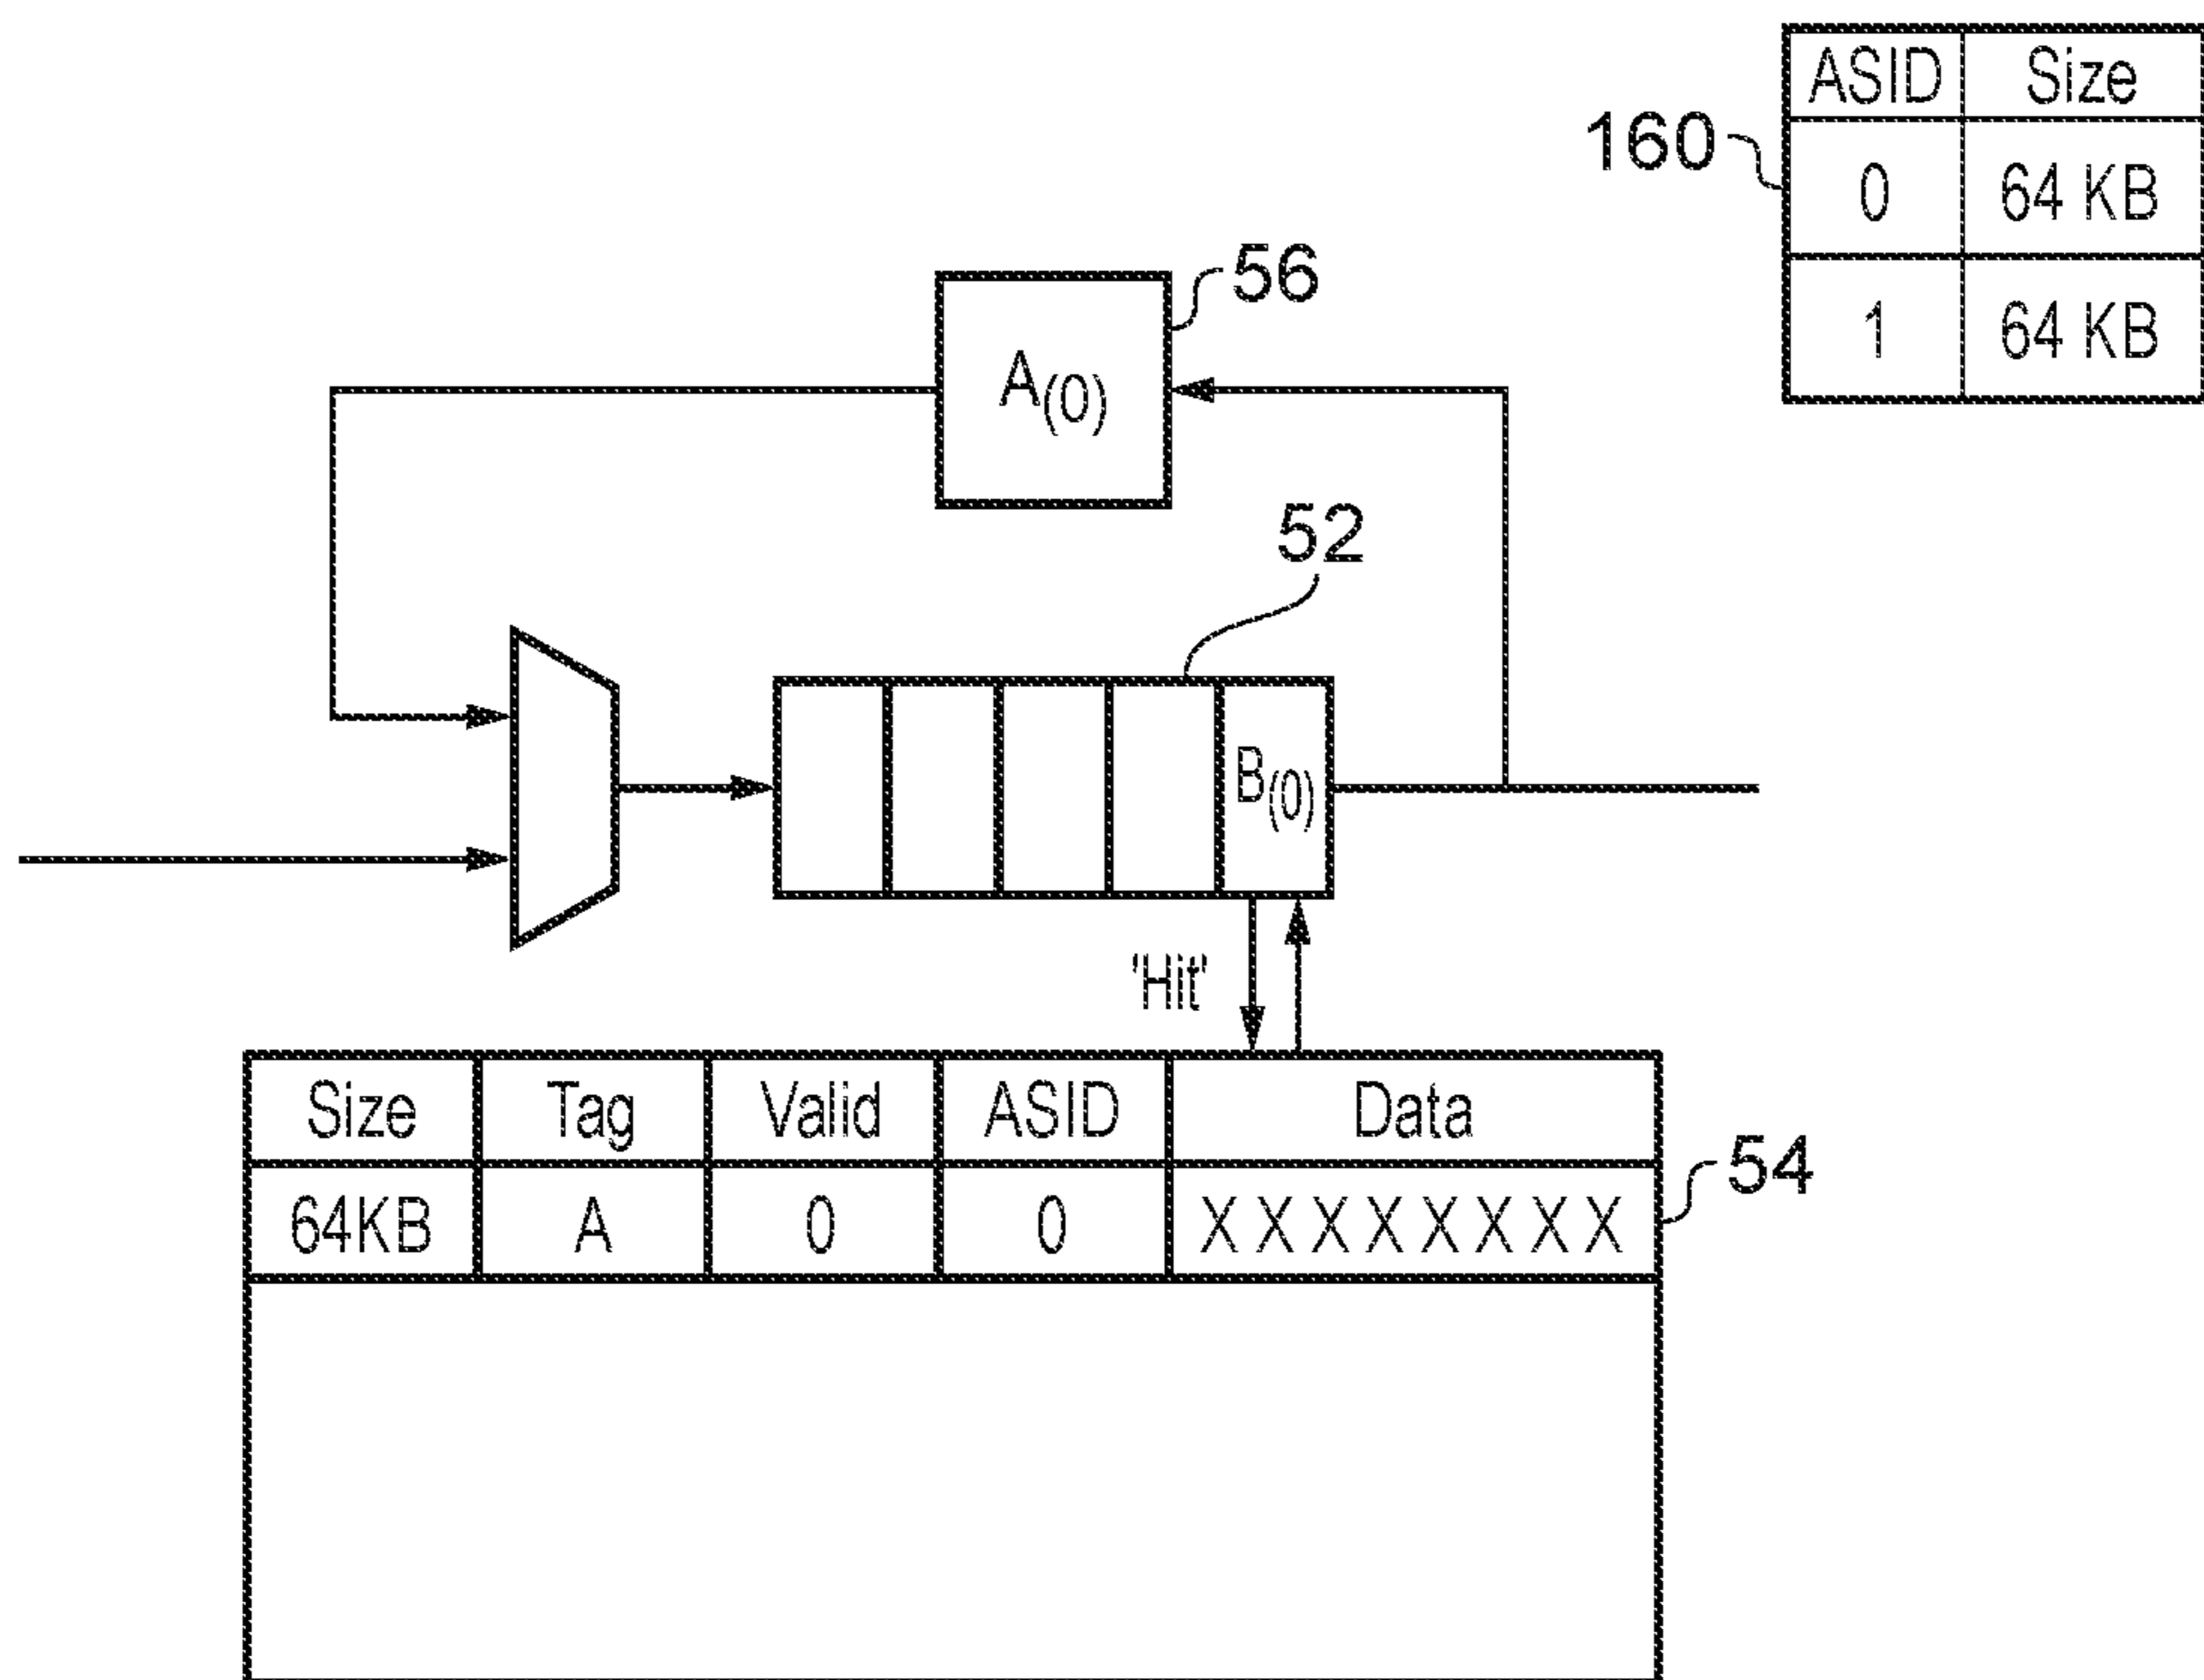 ASID Size
160
0 64 KB
1 64 KB
56
A(0)
52
B(0)
'Hit'
Size Tag Valid ASID Data
64KB A 0 0 X X X X X X X X
54